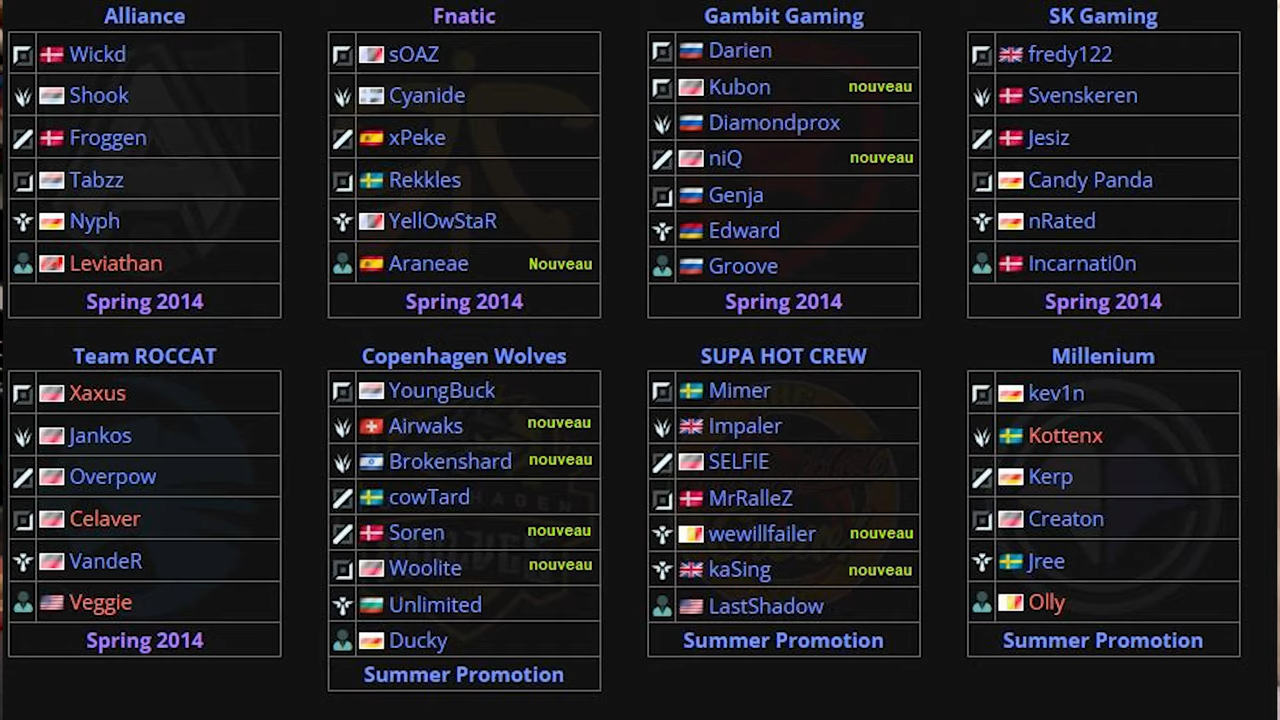 Alliance
Wickd
Shook
Froggen
Tabzz
Nyph
Leviathan
Spring 2014
Fnatic
sOAZ
Cyanide
xPeke
Rekkles
YellOwStaR
Araneae Nouveau
Spring 2014
Gambit Gaming
Darien
Kubon nouveau
Diamondprox
niQ nouveau
Genja
Edward
Groove
Spring 2014
SK Gaming
fredy122
Svenskeren
Jesiz
Candy Panda
nRated
Incarnati0n
Spring 2014
Team ROCCAT
Xaxus
Jankos
Overpow
Celaver
VandeR
Veggie
Spring 2014
Copenhagen Wolves
YoungBuck
Airwaks nouveau
Brokenshard nouveau
cowTard
Soren nouveau
Woolite nouveau
Unlimited
Ducky
Summer Promotion
SUPA HOT CREW
Mimer
Impaler
SELFIE
MrRalleZ
wewillfailer nouveau
kaSing nouveau
LastShadow
Summer Promotion
Millenium
kev1n
Kottenx
Kerp
Creaton
Jree
Olly
Summer Promotion